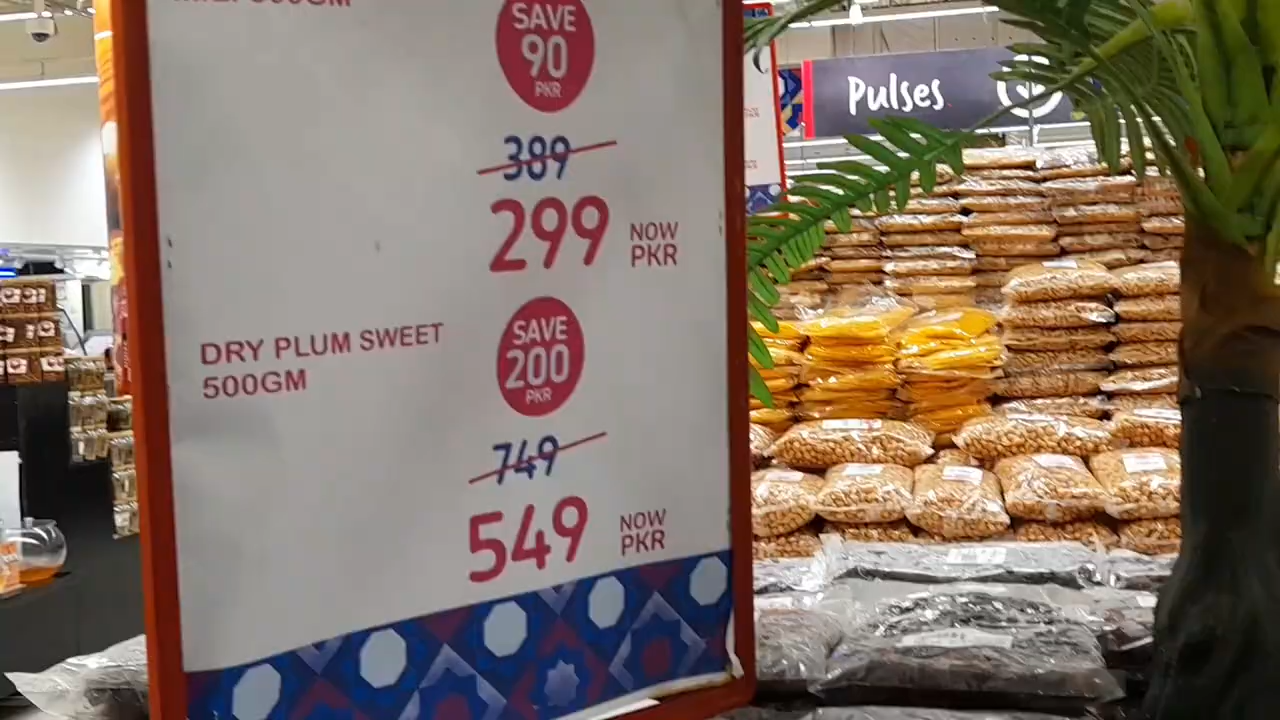 SAVE
90
PKR
389
299 NOW
PKR
DRY PLUM SWEET
500GM
SAVE
200
PKR
749
549 NOW
PKR
Pulses